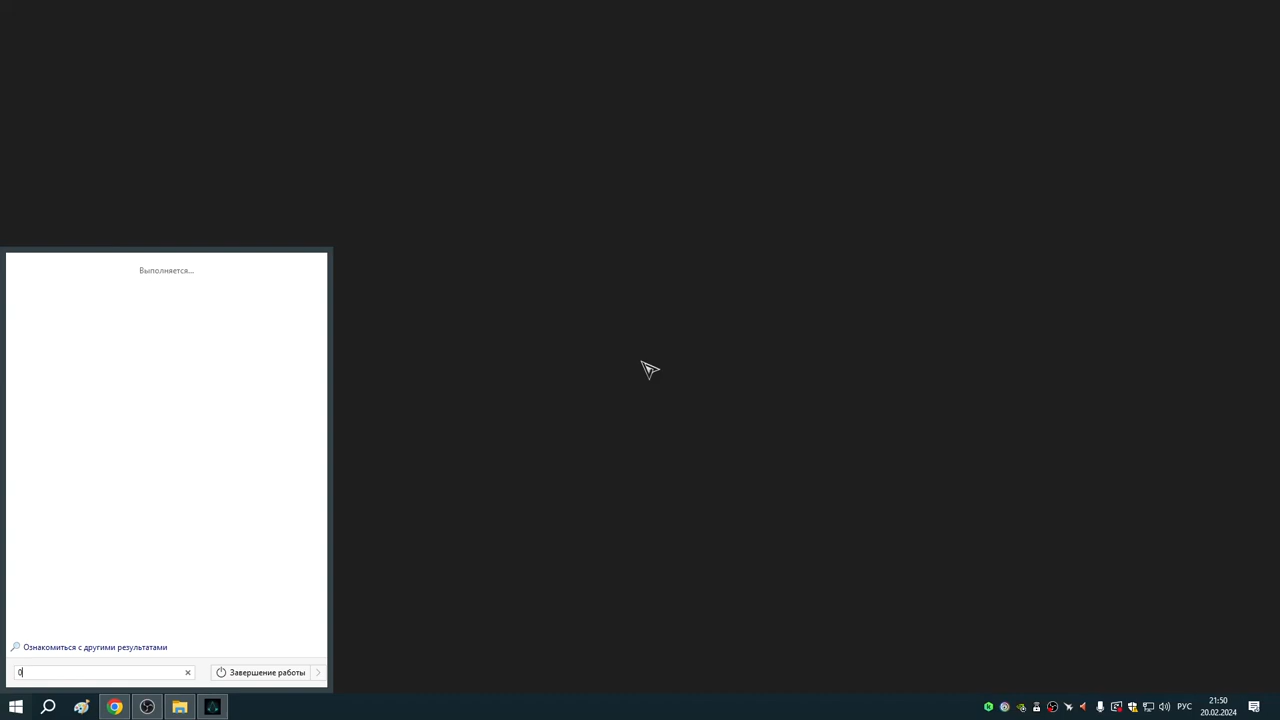 Выполняется...
Ознакомиться с другими результатами
0
Завершение работы
РУС
21:50
20.02.2024